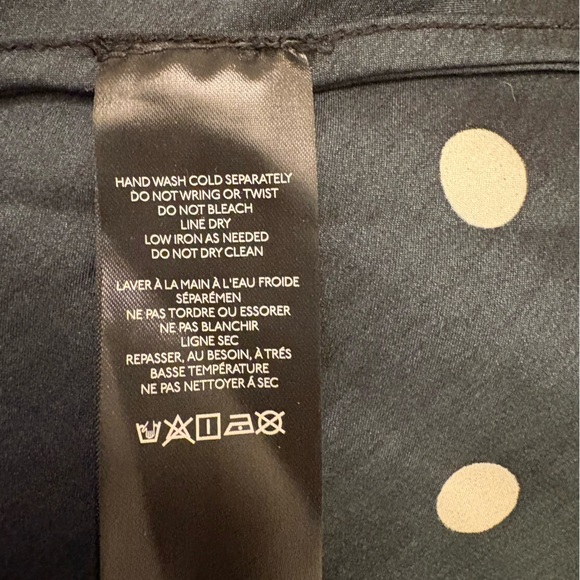 HAND WASH COLD SEPARATELY
DO NOT WRING OR TWIST
DO NOT BLEACH
LINE DRY
LOW IRON AS NEEDED
DO NOT DRY CLEAN
LAVER À LA MAIN À L'EAU FROIDE
SÉPARÉMEN
NE PAS TORDRE OU ESSORER
NE PAS BLANCHIR
LIGNE SEC
REPASSER, AU BESOIN, À TRÉS
BASSE TEMPÉRATURE
NE PAS NETTOYER Á SEC